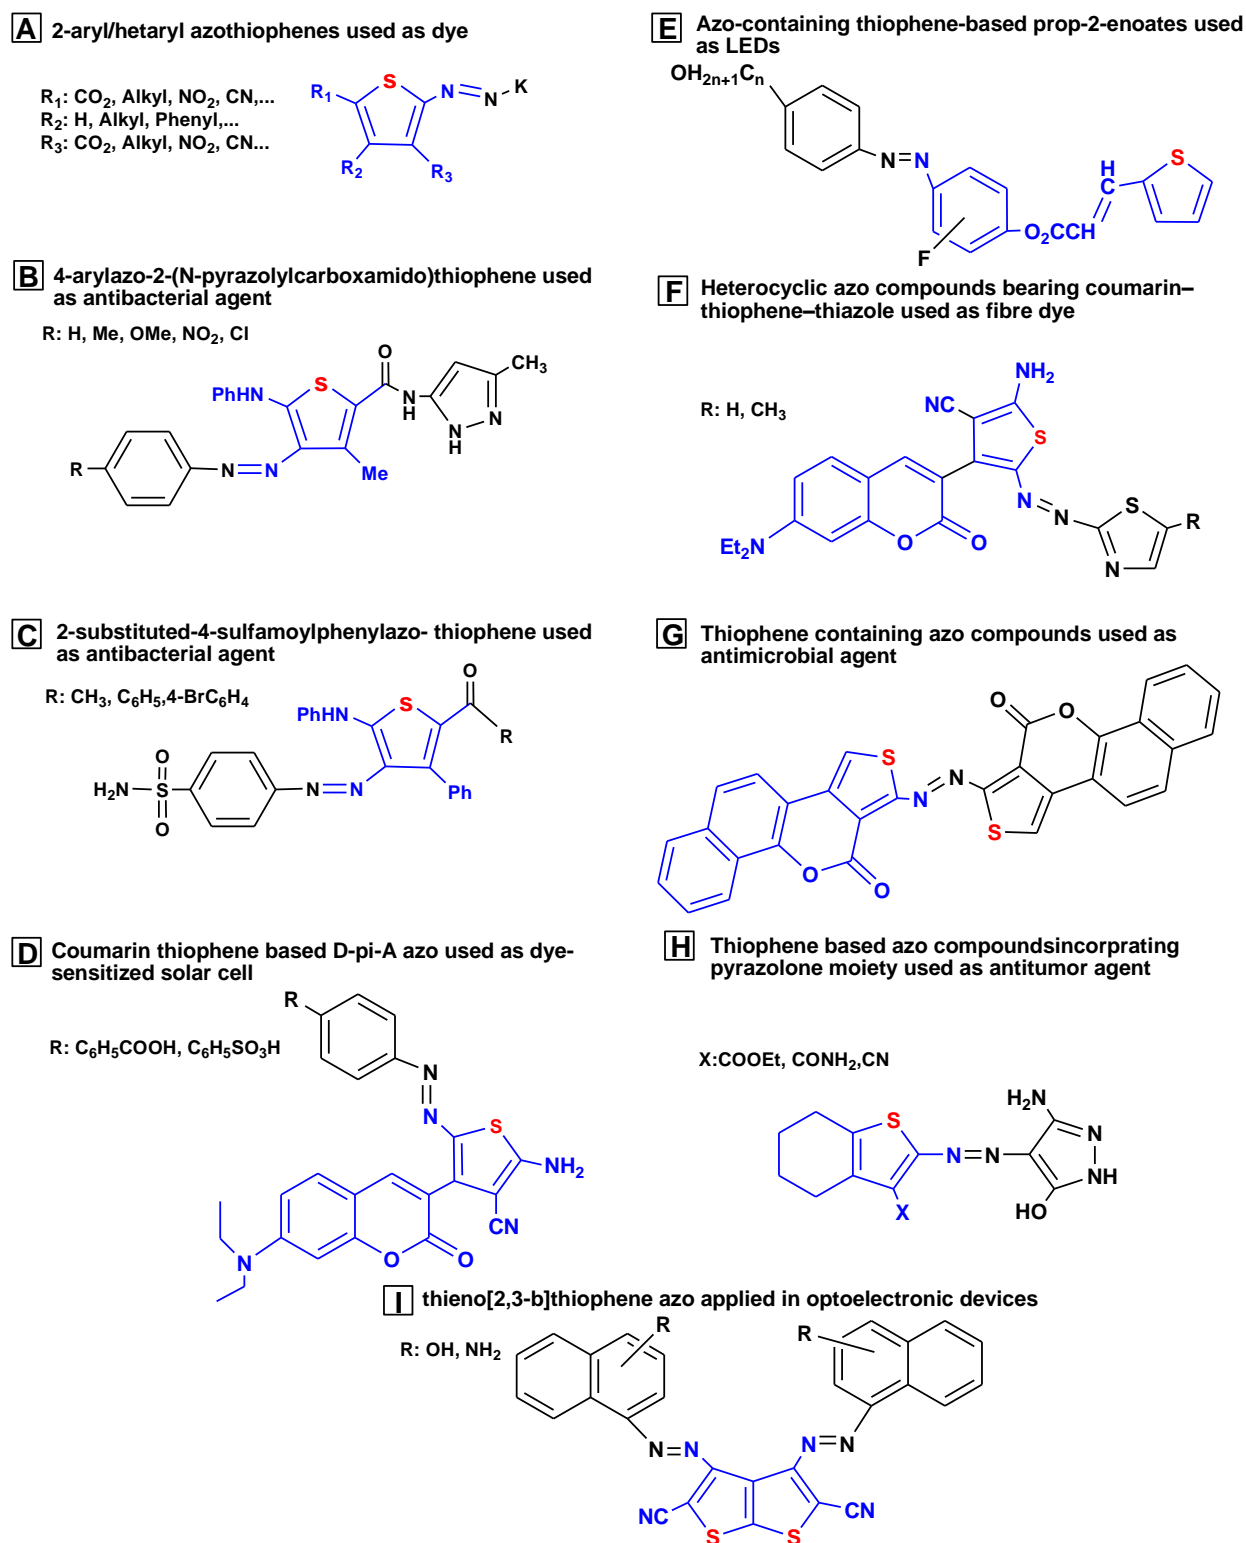 A 2-aryl/hetaryl azothiophenes used as dye
R1: CO2, Alkyl, NO2, CN,...
R2: H, Alkyl, Phenyl,...
R3: CO2, Alkyl, NO2, CN...
R1
S
N
N
K
R2
R3
B 4-arylazo-2-(N-pyrazolylcarboxamido)thiophene used
as antibacterial agent
R: H, Me, OMe, NO2, Cl
O
CH3
PhHN
S
N
H
N
N
H
R
N
N
Me
C 2-substituted-4-sulfamoylphenylazo- thiophene used
as antibacterial agent
R: CH3, C6H5,4-BrC6H4
O
PhHN
S
R
O
H2N
S
N
N
Ph
O
D Coumarin thiophene based D-pi-A azo used as dye-
sensitized solar cell
R
R: C6H5COOH, C6H5SO3H
N
N
S
NH2
CN
N
O
O
E Azo-containing thiophene-based prop-2-enoates used
as LEDs
OH2n+1Cn
N
N
S
H
C
O2CCH
F
F Heterocyclic azo compounds bearing coumarin–
thiophene–thiazole used as fibre dye
NH2
R: H, CH3
NC
S
N
N
S
R
Et2N
O
O
N
G Thiophene containing azo compounds used as
antimicrobial agent
O
O
S
N
N
S
O
O
H Thiophene based azo compoundsincorprating
pyrazolone moiety used as antitumor agent
X:COOEt, CONH2,CN
H2N
S
N
N
N
NH
X
HO
I thieno[2,3-b]thiophene azo applied in optoelectronic devices
R: OH, NH2
R
R
N
N
N
N
NC
CN
S
S